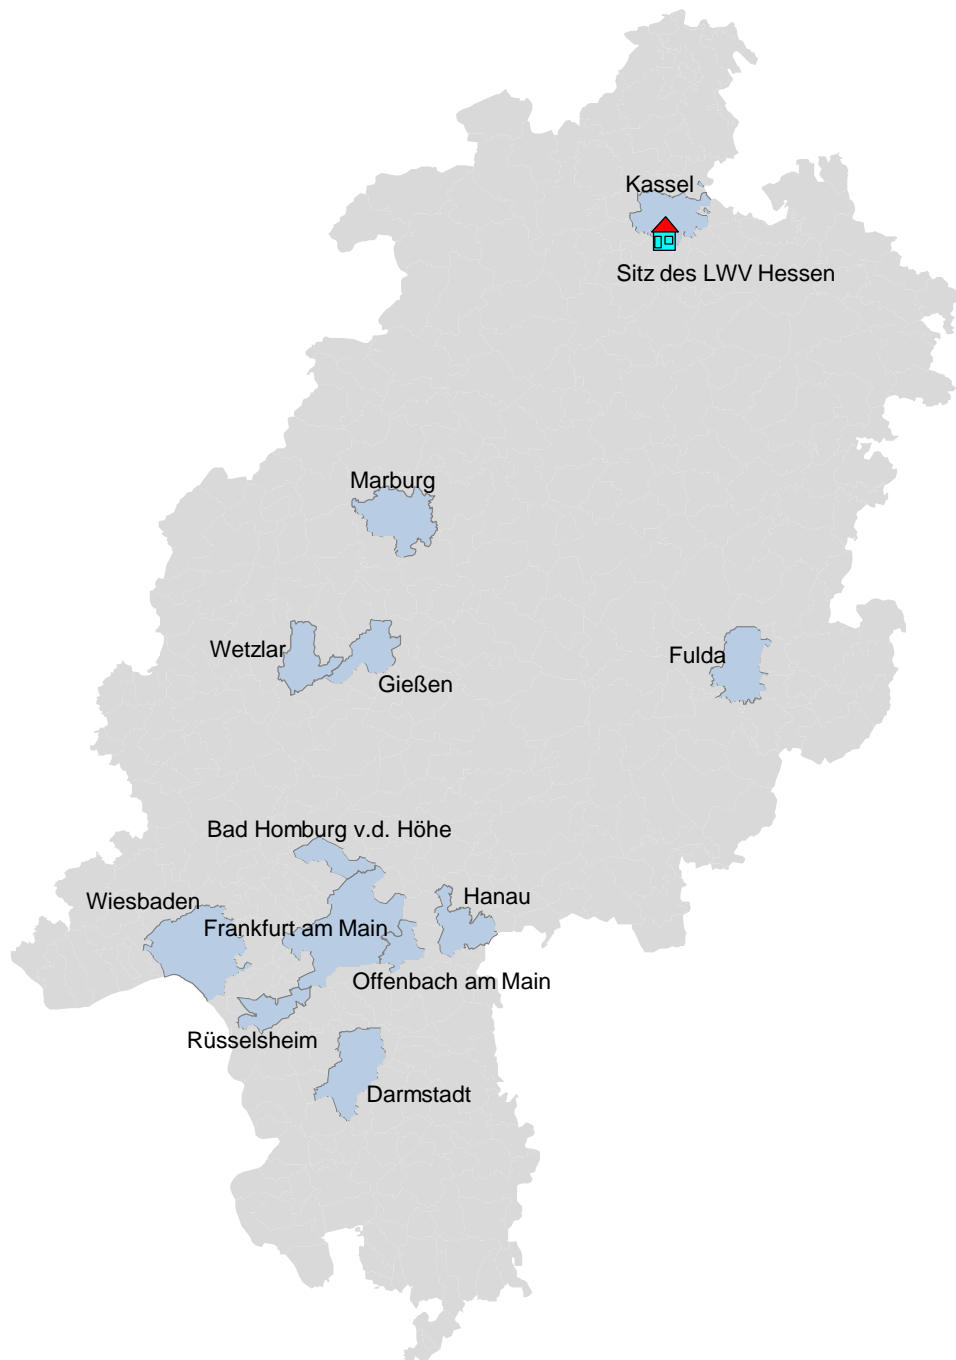 Kassel
Sitz des LWV Hessen
Marburg
Wetzlar
Gießen
Fulda
Bad Homburg v.d. Höhe
Wiesbaden
Hanau
Frankfurt am Main
Offenbach am Main
Rüsselsheim
Darmstadt